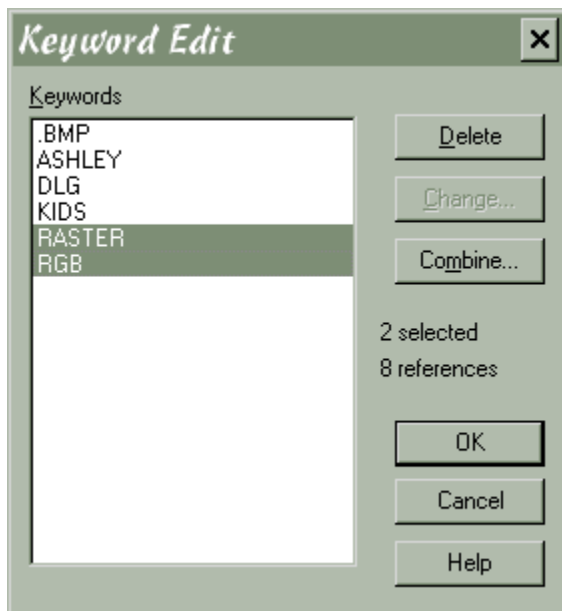 Keyword Edit
Keywords
.BMP
ASHLEY
DLG
KIDS
RASTER
RGB
Delete
Change...
Combine...
2 selected
8 references
OK
Cancel
Help